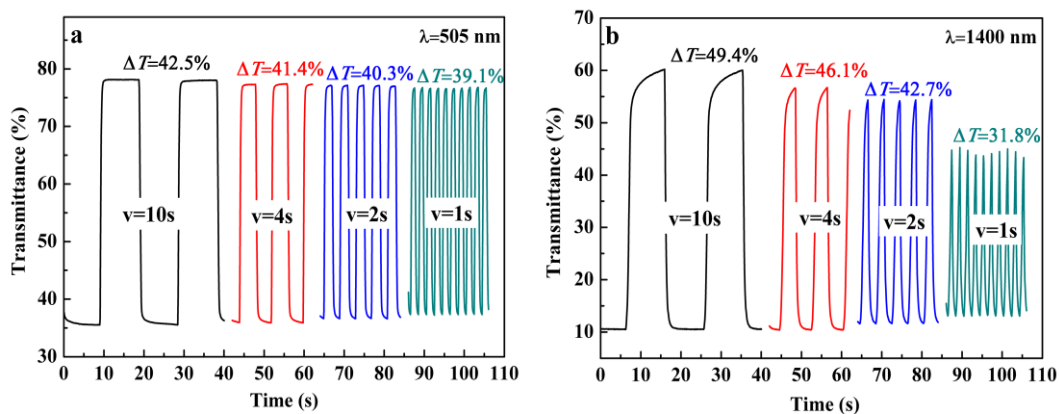 a
λ=505 nm
ΔT=42.5%
ΔT=41.4%
ΔT=40.3%
ΔT=39.1%
v=10s
v=4s
v=2s
v=1s
90
80
70
60
50
40
30
Transmittance (%)
0 10 20 30 40 50 60 70 80 90 100 110
Time (s)
b
λ=1400 nm
ΔT=49.4%
ΔT=46.1%
ΔT=42.7%
ΔT=31.8%
v=10s
v=4s
v=2s
v=1s
70
60
50
40
30
20
10
Transmittance (%)
0 10 20 30 40 50 60 70 80 90 100 110
Time (s)